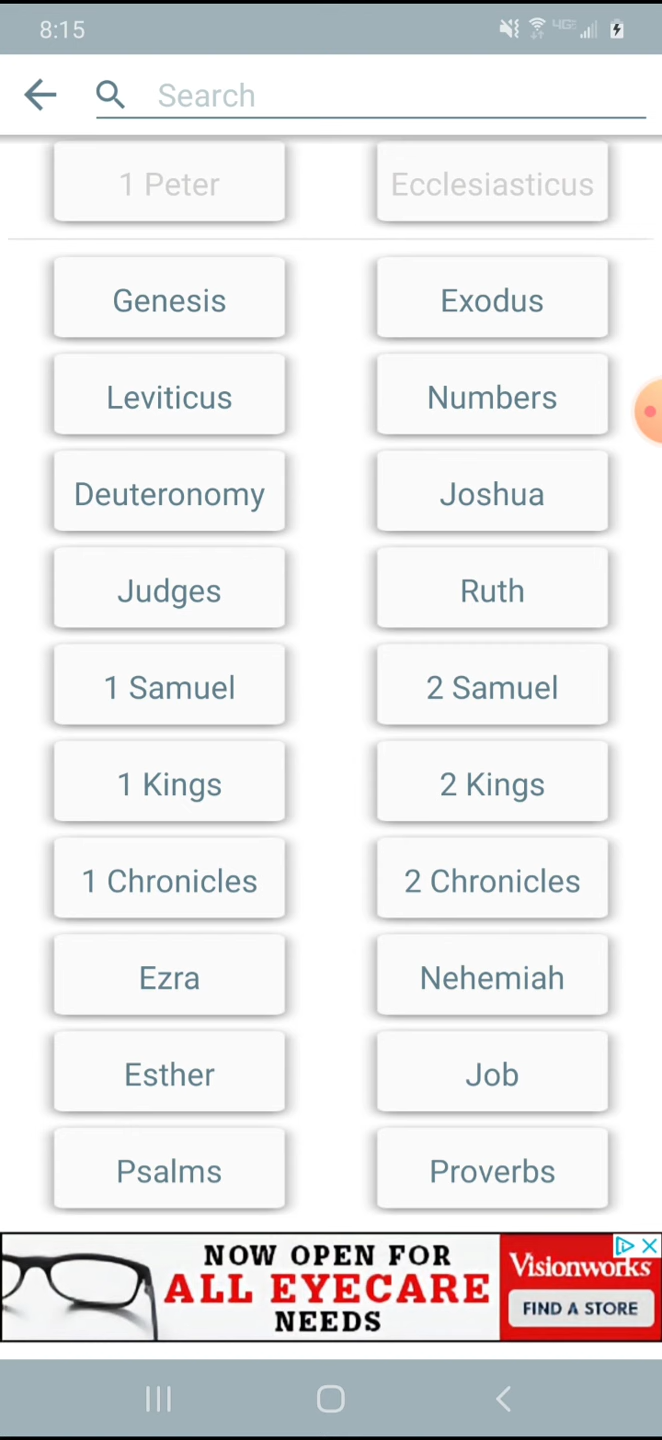 8:15
4GE
Search
1 Peter Ecclesiasticus
Genesis Exodus
Leviticus Numbers
Deuteronomy Joshua
Judges Ruth
1 Samuel 2 Samuel
1 Kings 2 Kings
1 Chronicles 2 Chronicles
Ezra Nehemiah
Esther Job
Psalms Proverbs
NOW OPEN FOR
ALL EYECARE
NEEDS
Visionworks
FIND A STORE